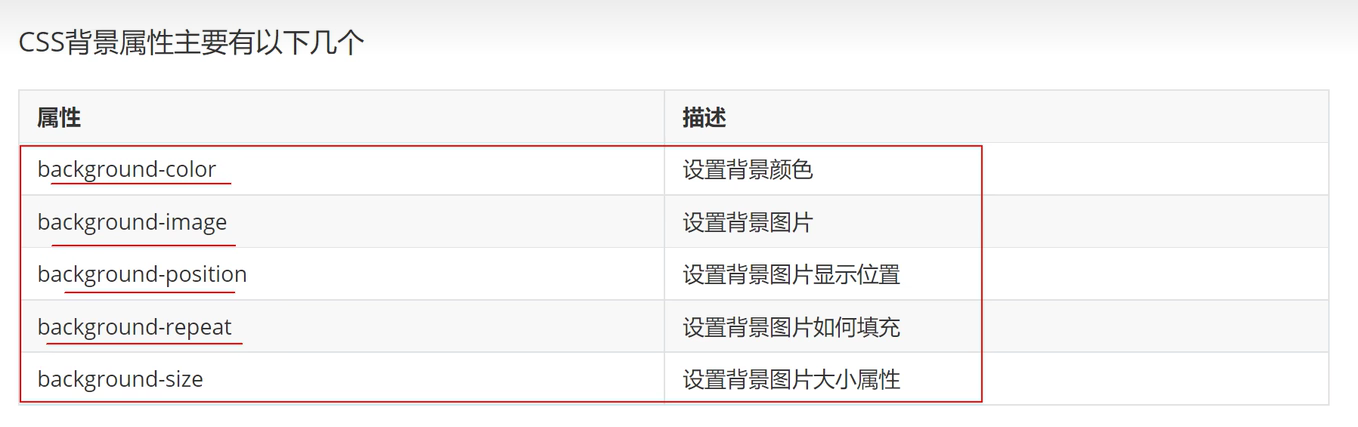 CSS背景属性主要有以下几个
属性 描述
background-color 设置背景颜色
background-image 设置背景图片
background-position 设置背景图片显示位置
background-repeat 设置背景图片如何填充
background-size 设置背景图片大小属性